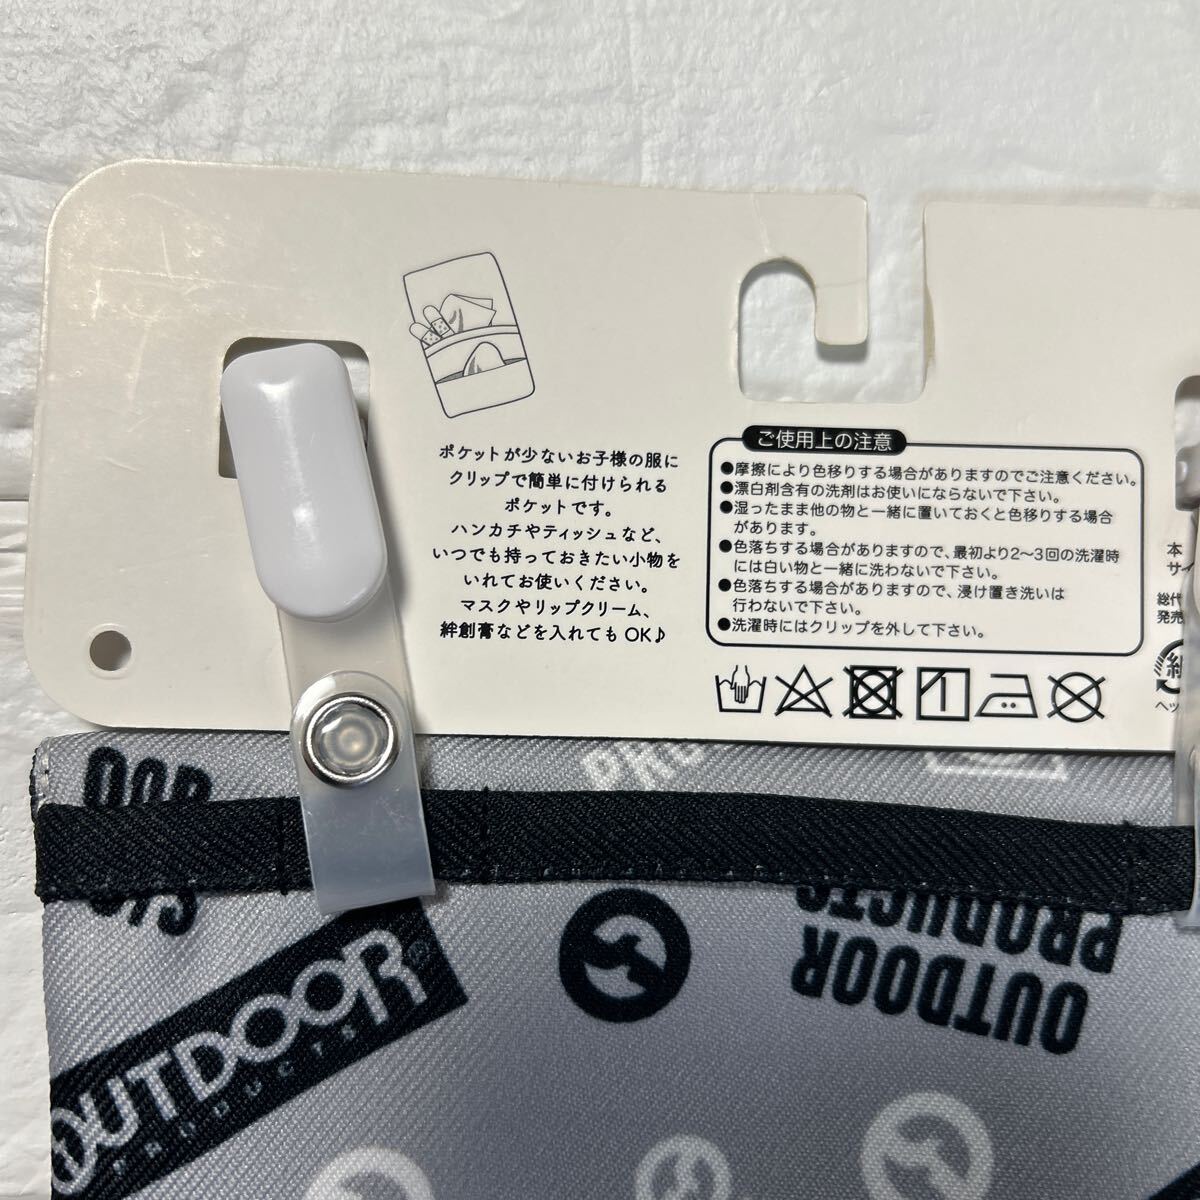 ポケットが少ないお子様の服に
クリップで簡単に付けられる
ポケットです。
ハンカチやティッシュなど、
いつでも持っておきたい小物を
いれてお使いください。
マスクやリップクリーム、
絆創膏などを入れてもOK♪
ご使用上の注意
●摩擦により色移りする場合がありますのでご注意ください。
●漂白剤含有の洗剤はお使いにならないで下さい。
●湿ったまま他の物と一緒に置いておくと色移りする場合
があります。
●色落ちする場合がありますので、最初より2〜3回の洗濯時
には白い物と一緒に洗わないで下さい。
●色落ちする場合がありますので、浸け置き洗いは
行わないで下さい。
●洗濯時にはクリップを外して下さい。
本
サイ
総代
発売
紙
ヘッ
OUTDOOR
PRODUCTS
OUTDOOR®
PRODUCTS